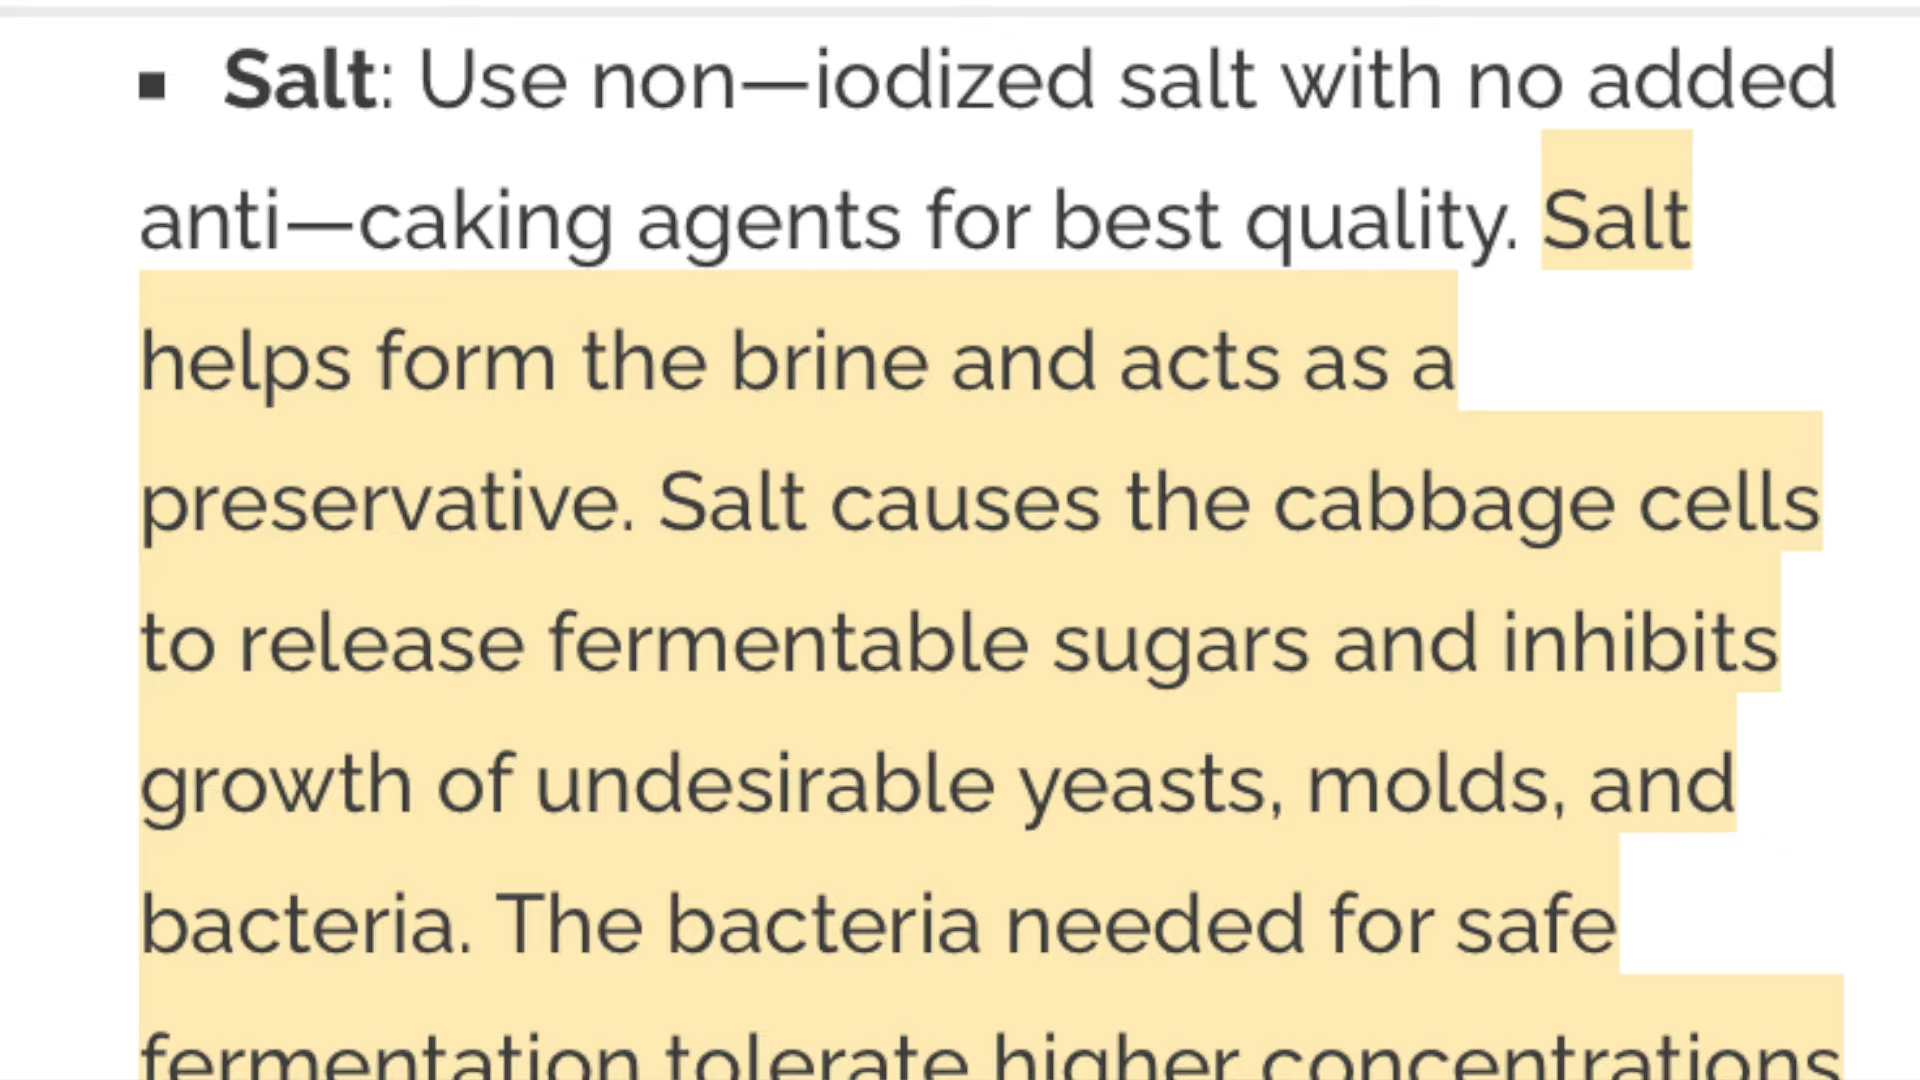 ▪ Salt: Use non—iodized salt with no added
anti—caking agents for best quality. Salt
helps form the brine and acts as a
preservative. Salt causes the cabbage cells
to release fermentable sugars and inhibits
growth of undesirable yeasts, molds, and
bacteria. The bacteria needed for safe
fermentation tolerate higher concentrations